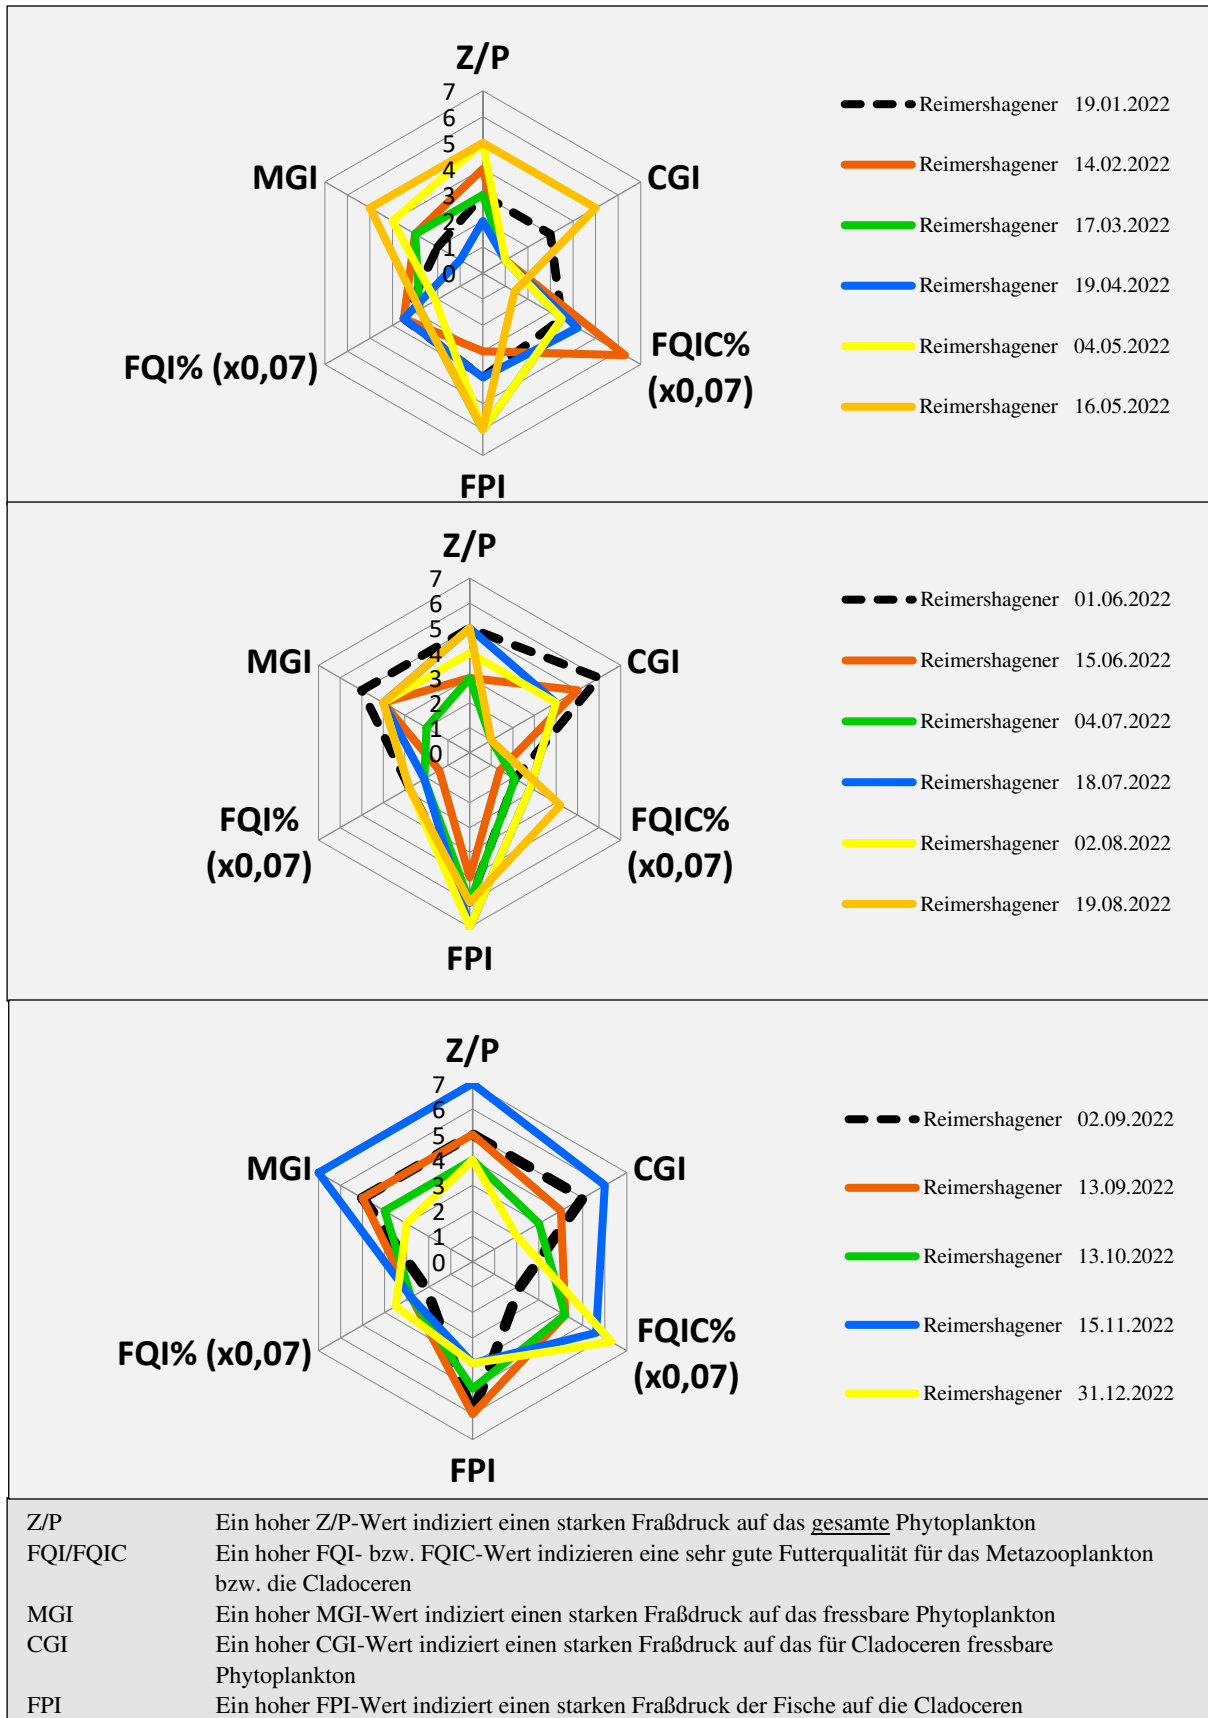 Z/P
7
6
5
4
3
2
1
0
MGI
CGI
FQI% (x0,07)
FQIC%
(x0,07)
FPI
Reimershagener 19.01.2022
Reimershagener 14.02.2022
Reimershagener 17.03.2022
Reimershagener 19.04.2022
Reimershagener 04.05.2022
Reimershagener 16.05.2022
Z/P
7
6
5
4
3
2
1
0
MGI
CGI
FQI%
(x0,07)
FQIC%
(x0,07)
FPI
Reimershagener 01.06.2022
Reimershagener 15.06.2022
Reimershagener 04.07.2022
Reimershagener 18.07.2022
Reimershagener 02.08.2022
Reimershagener 19.08.2022
Z/P
7
6
5
4
3
2
1
0
MGI
CGI
FQI% (x0,07)
FQIC%
(x0,07)
FPI
Reimershagener 02.09.2022
Reimershagener 13.09.2022
Reimershagener 13.10.2022
Reimershagener 15.11.2022
Reimershagener 31.12.2022
Z/P Ein hoher Z/P-Wert indiziert einen starken Fraßdruck auf das gesamte Phytoplankton
FQI/FQIC Ein hoher FQI- bzw. FQIC-Wert indizieren eine sehr gute Futterqualität für das Metazooplankton
bzw. die Cladoceren
MGI Ein hoher MGI-Wert indiziert einen starken Fraßdruck auf das fressbare Phytoplankton
CGI Ein hoher CGI-Wert indiziert einen starken Fraßdruck auf das für Cladoceren fressbare
Phytoplankton
FPI Ein hoher FPI-Wert indiziert einen starken Fraßdruck der Fische auf die Cladoceren